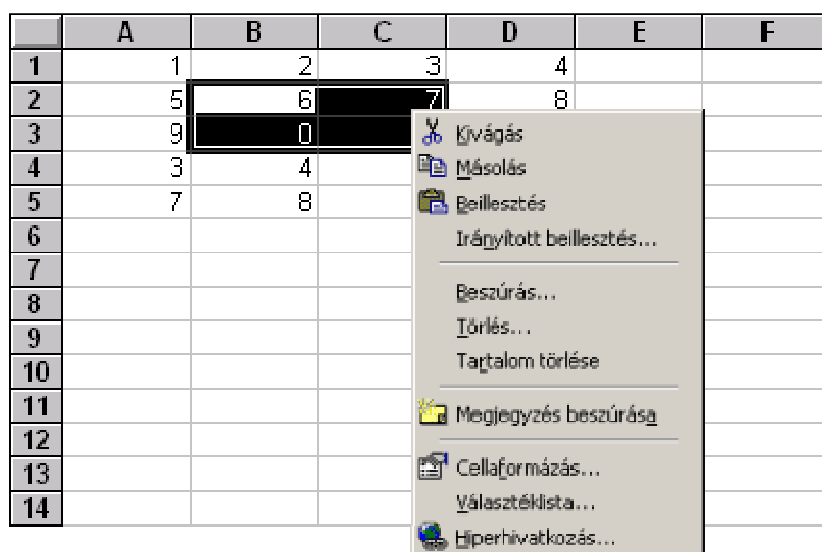 A B C D E F
1 1 2 3 4
2 5 6 7 8
3 9 0
4 3 4
5 7 8
6
7
8
9
10
11
12
13
14
Kivágás
Másolás
Beillesztés
Irányított beillesztés...
Beszúrás...
Törlés...
Tartalom törlése
Megjegyzés beszúrása
Cellaformázás...
Választéklista...
Hiperhivatkozás...